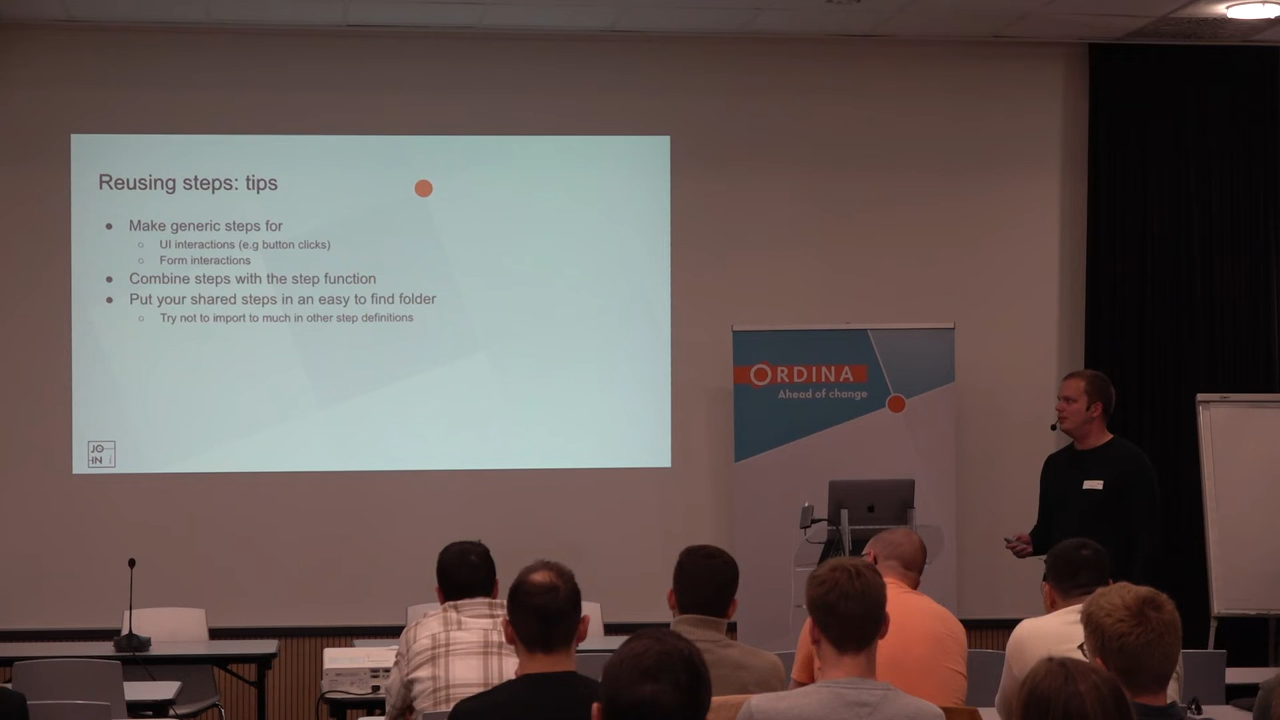 Reusing steps: tips
● Make generic steps for
○ UI interactions (e.g button clicks)
○ Form interactions
● Combine steps with the step function
● Put your shared steps in an easy to find folder
○ Try not to import to much in other step definitions
JO
IN i
ORDINA
Ahead of change